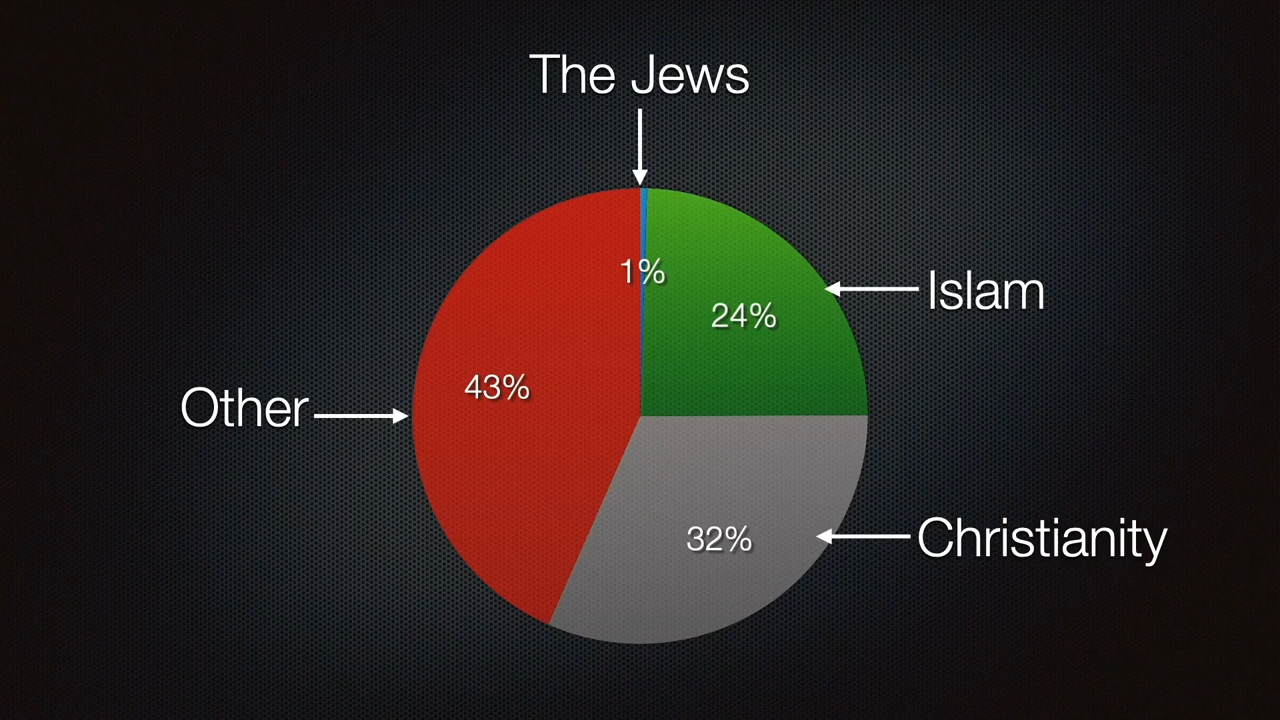 The Jews
1%
Islam
24%
43%
Other
32%
Christianity